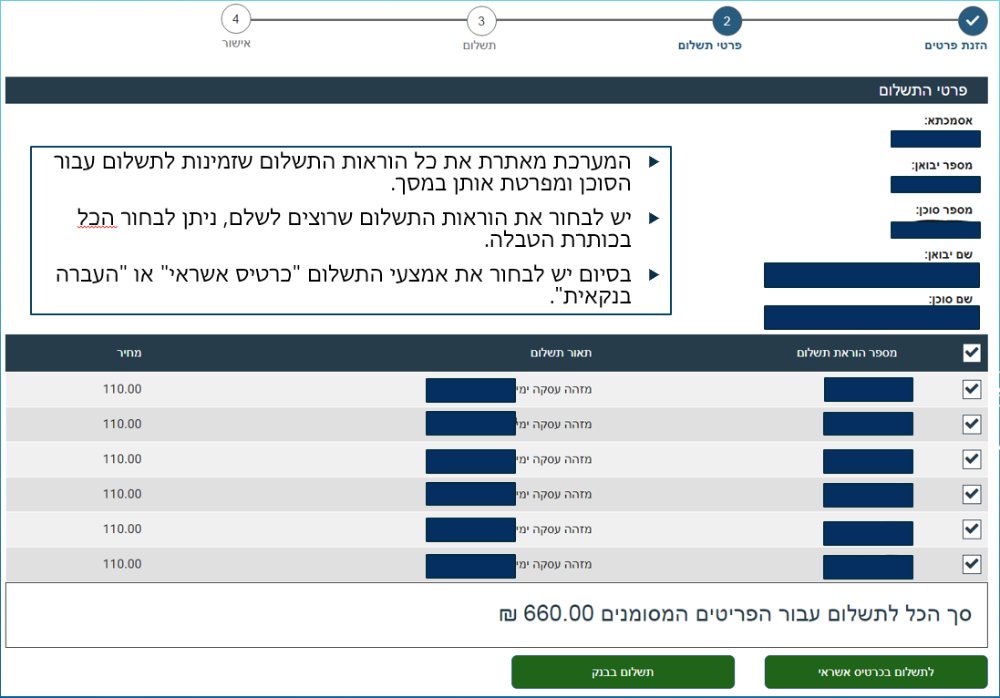 2 3 4
הזנת פרטים פרטי תשלום תשלום אישור
פרטי התשלום
אסמכתא:
מספר יבואן:
מספר סוכן:
שם יבואן:
שם סוכן:
המערכת מאתרת את כל הוראות התשלום שזמינות לתשלום עבור
הסוכן ומפרטת אותן במסך.
יש לבחור את הוראות התשלום שרוצים לשלם, ניתן לבחור הכל
בכותרת הטבלה.
בסיום יש לבחור את אמצעי התשלום "כרטיס אשראי" או "העברה
בנקאית".
מספר הוראת תשלום תאור תשלום מחיר
מזהה עסקה ימי 110.00
מזהה עסקה ימי 110.00
מזהה עסקה ימי 110.00
מזהה עסקה ימי 110.00
מזהה עסקה ימי 110.00
מזהה עסקה ימי 110.00
סך הכל לתשלום עבור הפריטים המסומנים 660.00 ₪
לתשלום בכרטיס אשראי תשלום בבנק